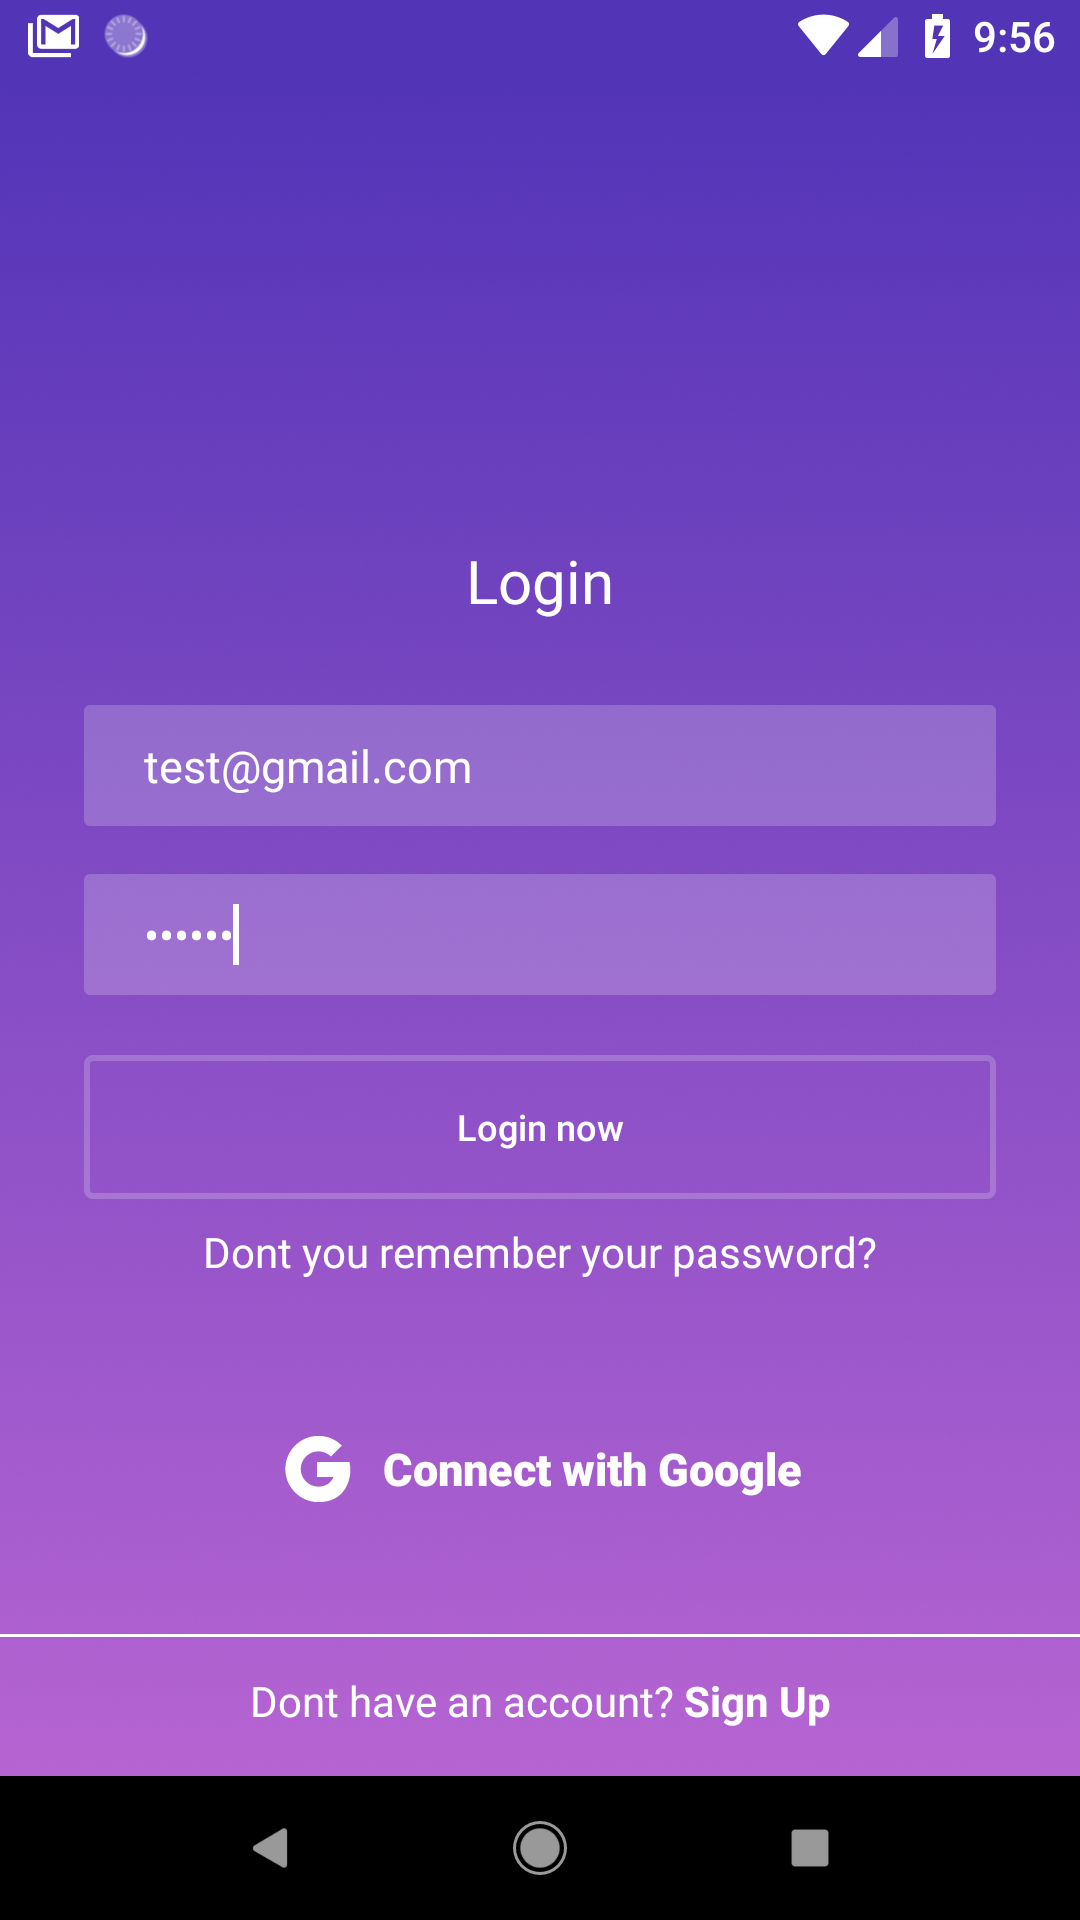 9:56
Login
test@gmail.com
••••••
Login now
Dont you remember your password?
Connect with Google
Dont have an account? Sign Up